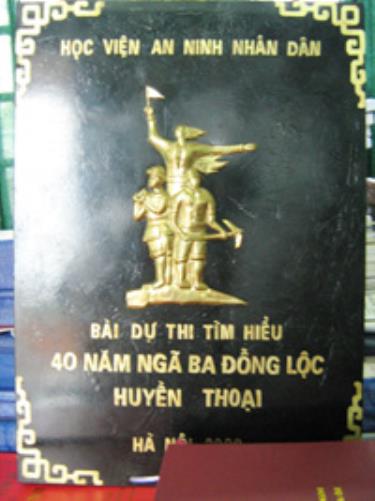 HỌC VIỆN AN NINH NHÂN DÂN
BÀI DỰ THI TÌM HIỂU
40 NĂM NGÃ BA ĐỒNG LỘC
HUYỀN THOẠI
HÀ